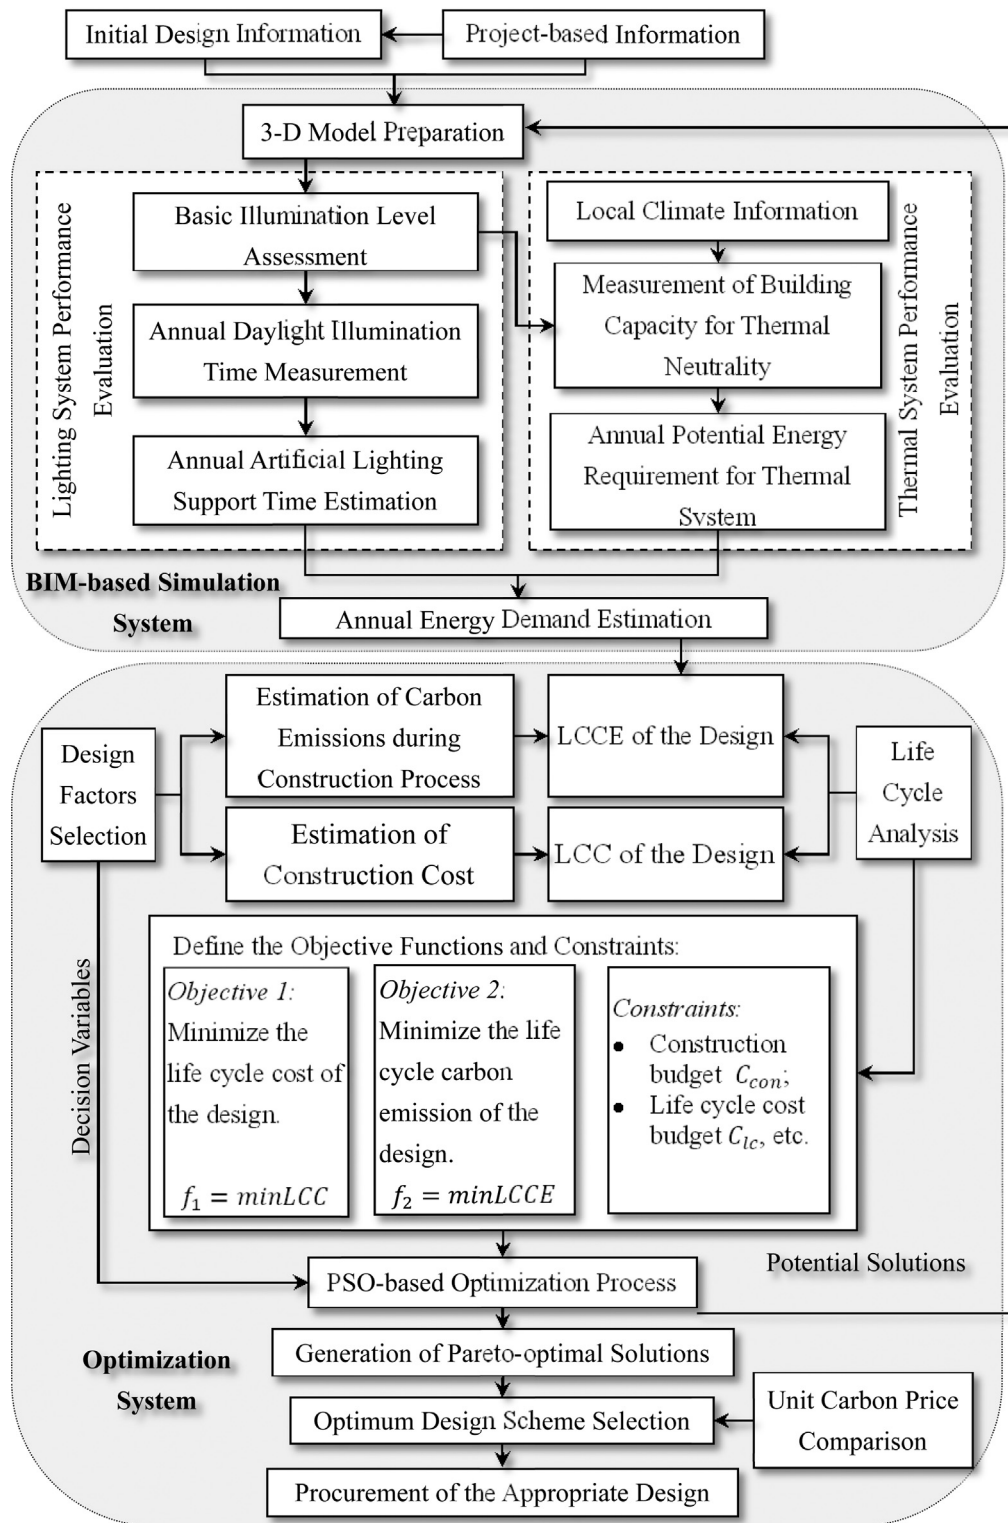 Initial Design Information
Project-based Information
3-D Model Preparation
Lighting System Performance
Evaluation
Basic Illumination Level
Assessment
Annual Daylight Illumination
Time Measurement
Annual Artificial Lighting
Support Time Estimation
Local Climate Information
Measurement of Building
Capacity for Thermal
Neutrality
Annual Potential Energy
Requirement for Thermal
System
Thermal System Performance
Evaluation
BIM-based Simulation
System
Annual Energy Demand Estimation
Design
Factors
Selection
Estimation of Carbon
Emissions during
Construction Process
LCCE of the Design
Estimation of
Construction Cost
LCC of the Design
Life
Cycle
Analysis
Decision Variables
Define the Objective Functions and Constraints:
Objective 1:
Minimize the
life cycle cost of
the design.
f₁ = minLCC
Objective 2:
Minimize the life
cycle carbon
emission of the
design.
f₂ = minLCCE
Constraints:
● Construction
budget C_con;
● Life cycle cost
budget C_lc, etc.
PSO-based Optimization Process
Potential Solutions
Generation of Pareto-optimal Solutions
Optimization
System
Optimum Design Scheme Selection
Unit Carbon Price
Comparison
Procurement of the Appropriate Design